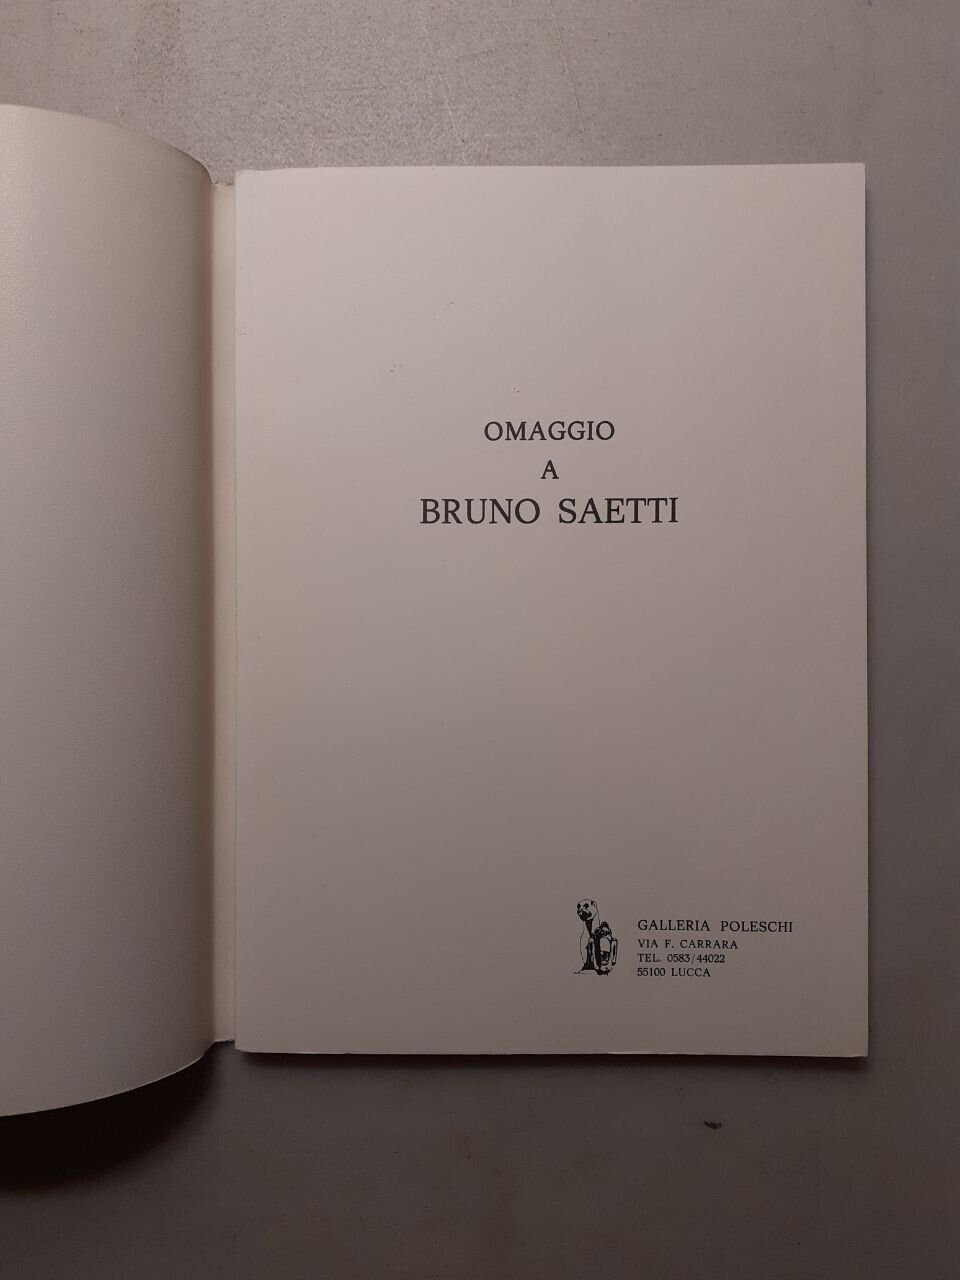 OMAGGIO
A
BRUNO SAETTI
GALLERIA POLESCHI
VIA F. CARRARA
TEL. 0583/44022
55100 LUCCA